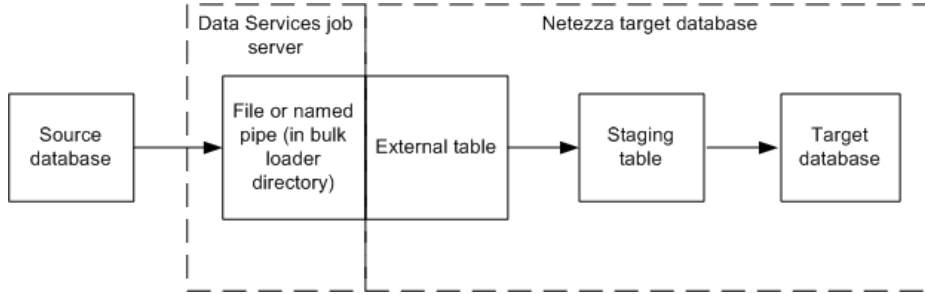 Data Services job
server
Netezza target database
Source
database
File or named
pipe (in bulk
loader
directory)
External table
Staging
table
Target
database